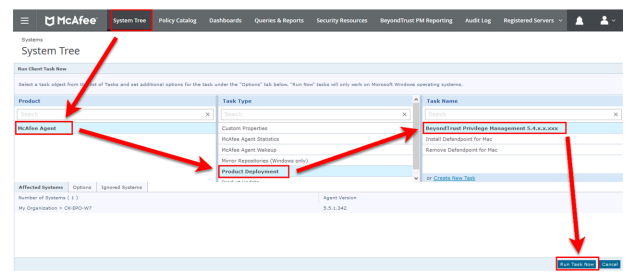 McAfee
System Tree
Policy Catalog
Dashboards
Queries & Reports
Security Resources
BeyondTrust PM Reporting
Audit Log
Registered Servers
Systems
System Tree
Run Client Task Now
Select a task object from the list of Tasks and set additional options for the task under the "Options" tab below. "Run Now" tasks will only work on Microsoft Windows operating systems.
Product
Task Type
Task Name
Search
Search
Search
McAfee Agent
Custom Properties
McAfee Agent Statistics
McAfee Agent Wakeup
Mirror Repositories (Windows only)
Product Deployment
Product Update
BeyondTrust Privilege Management 5.4.x.x.xxx
Install Defendpoint for Mac
Remove Defendpoint for Mac
or Create New Task
Affected Systems
Options
Ignored Systems
Number of Systems [ 1 ]
Agent Version
My Organization > CK-EPO-W7
5.5.1.342
Run Task Now
Cancel